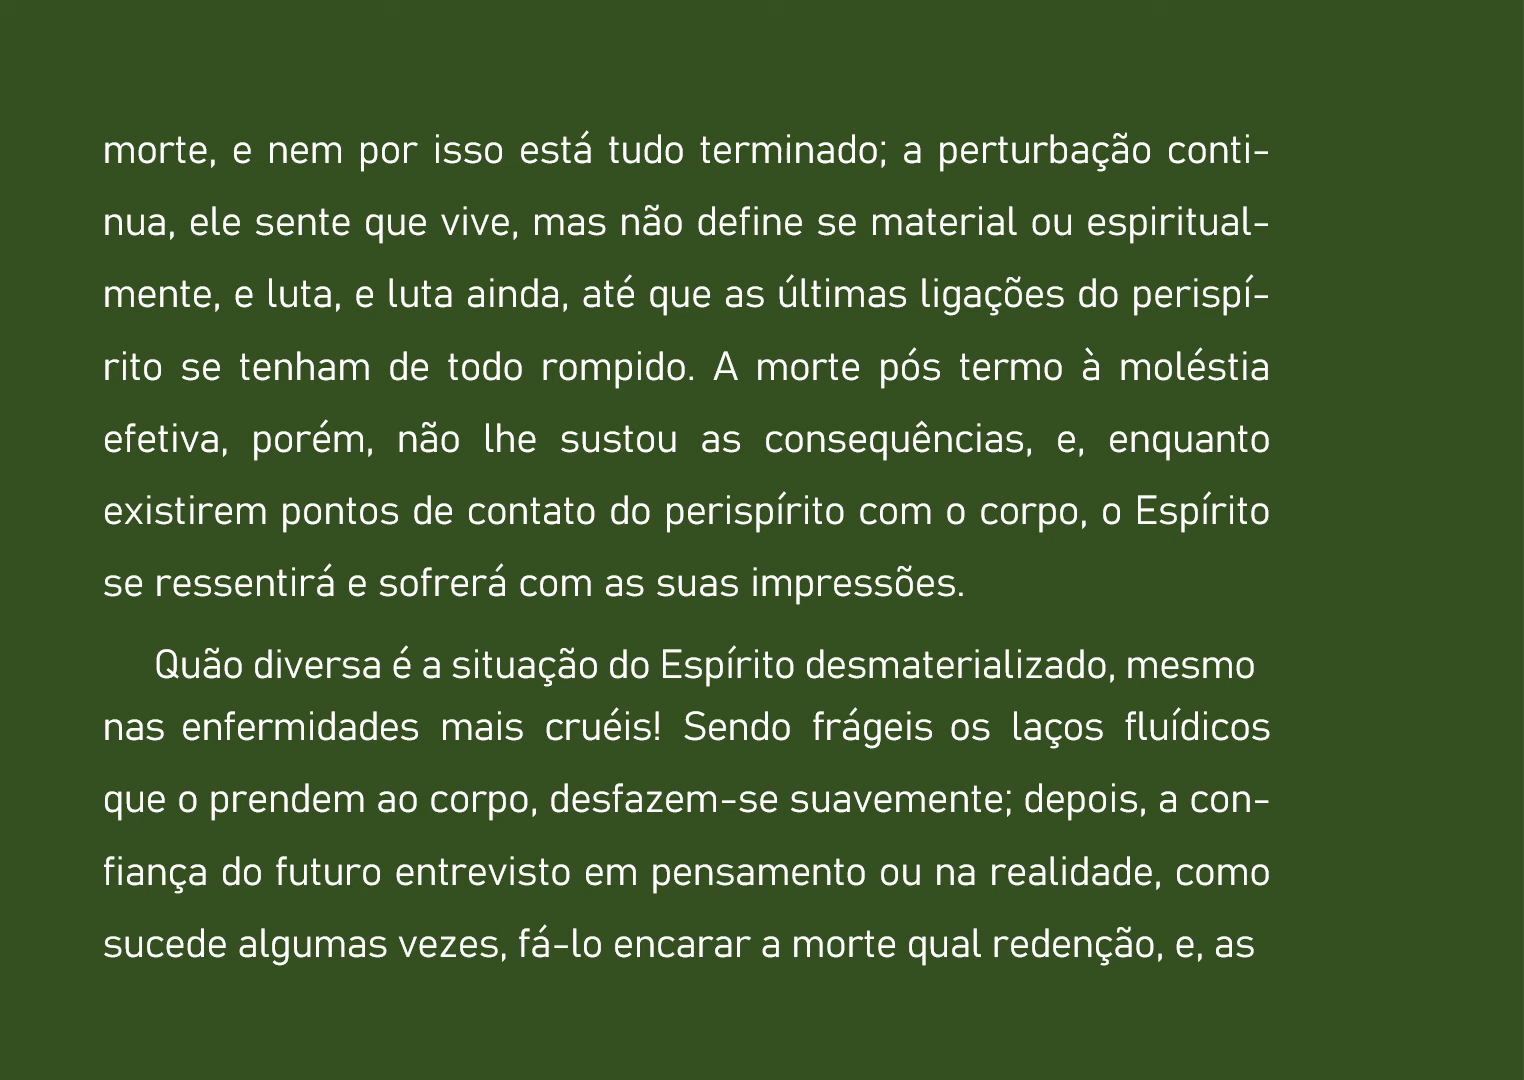 morte, e nem por isso está tudo terminado; a perturbação conti-
nua, ele sente que vive, mas não define se material ou espiritual-
mente, e luta, e luta ainda, até que as últimas ligações do perispí-
rito se tenham de todo rompido. A morte pós termo à moléstia
efetiva, porém, não lhe sustou as consequências, e, enquanto
existirem pontos de contato do perispírito com o corpo, o Espírito
se ressentirá e sofrerá com as suas impressões.
Quão diversa é a situação do Espírito desmaterializado, mesmo
nas enfermidades mais cruéis! Sendo frágeis os laços fluídicos
que o prendem ao corpo, desfazem-se suavemente; depois, a con-
fiança do futuro entrevisto em pensamento ou na realidade, como
sucede algumas vezes, fá-lo encarar a morte qual redenção, e, as